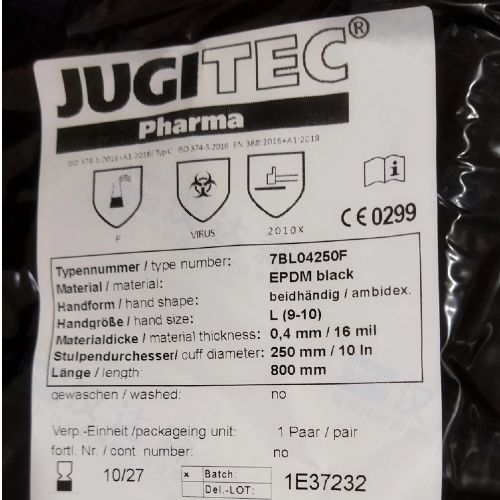 JUGITEC®
Pharma
ISO 374-1:2016+A1:2018/Typ C ISO 374-5:2016 EN 388:2016+A1:2018
P VIRUS 2010X
i
CE 0299
Typennummer / type number: 7BL04250F
Material / material: EPDM black
Handform / hand shape: beidhändig / ambidex.
Handgröße / hand size: L (9-10)
Materialdicke / material thickness: 0,4 mm / 16 mil
Stulpendurchesser/ cuff diameter: 250 mm / 10 In
Länge / length: 800 mm
gewaschen / washed: no
Verp.-Einheit /packageing unit: 1 Paar / pair
fortl. Nr. / cont. number: no
10/27 x Batch: 1E37232
Del.-LOT: